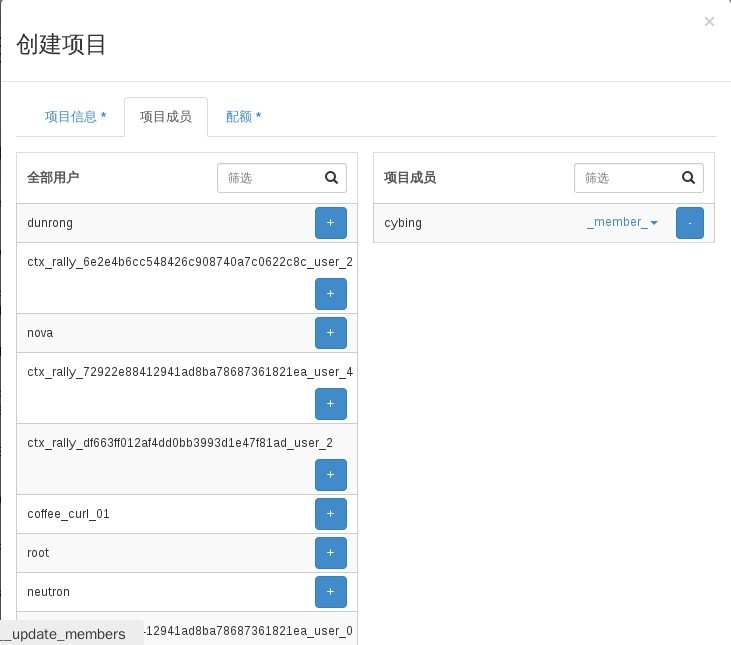 ×
创建项目
项目信息 *
项目成员
配额 *
全部用户
筛选
dunrong
+
ctx_rally_6e2e4b6cc548426c908740a7c0622c8c_user_2
+
nova
+
ctx_rally_72922e88412941ad8ba78687361821ea_user_4
+
ctx_rally_df663ff012af4dd0bb3993d1e47f81ad_user_2
+
coffee_curl_01
+
root
+
neutron
+
12941ad8ba78687361821ea_user_0
项目成员
筛选
cybing
_member_
-
__update_members